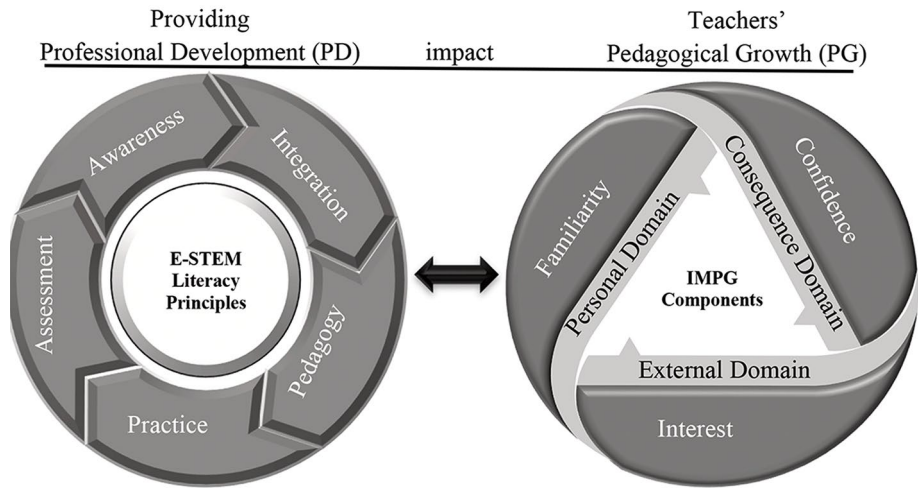 Providing
Professional Development (PD)
impact
Teachers’
Pedagogical Growth (PG)
Awareness
Integration
Pedagogy
Practice
Assessment
E-STEM
Literacy
Principles
Familiarity
Personal Domain
Consequence Domain
Confidence
IMPG
Components
External Domain
Interest